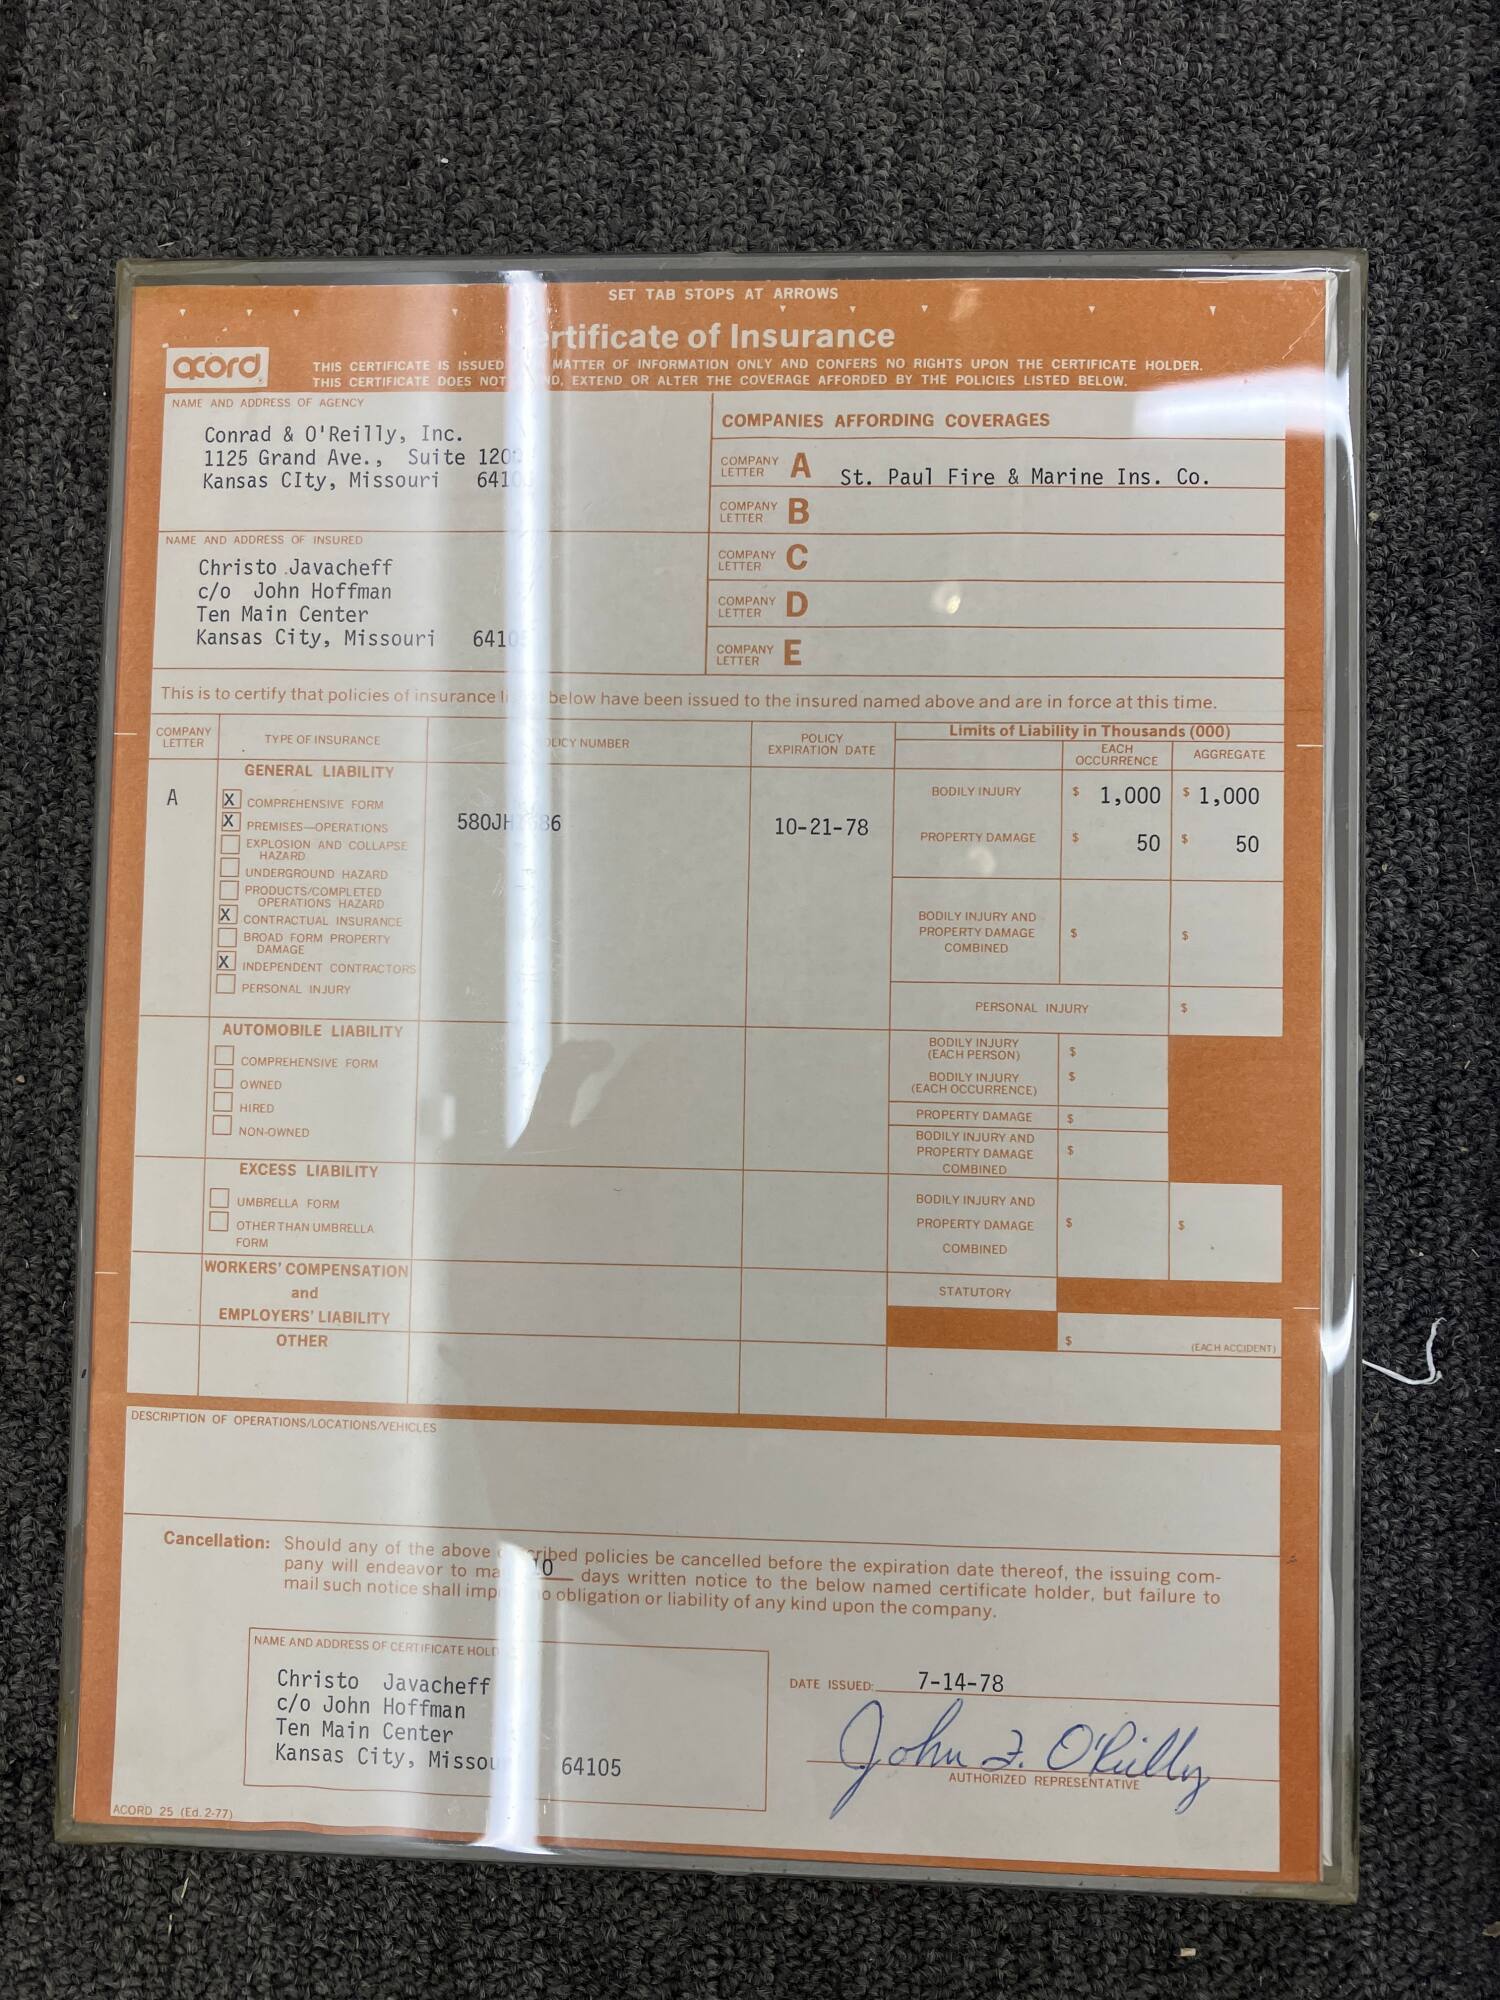 SET TAB STOPS AT ARROWS
rtificate of Insurance
acord
THIS CERTIFICATE IS ISSUED MATTER OF INFORMATION ONLY AND CONFERS NO RIGHTS UPON THE CERTIFICATE HOLDER.
THIS CERTIFICATE DOES NOT EXTEND OR ALTER THE COVERAGE AFFORDED BY THE POLICIES LISTED BELOW.
NAME AND ADDRESS OF AGENCY
Conrad & O'Reilly, Inc.
1125 Grand Ave., Suite
Kansas CIty, Missouri
NAME AND ADDRESS OF INSURED
Christo Javacheff
c/o John Hoffman
Ten Main Center
Kansas City, Missouri
COMPANIES AFFORDING COVERAGES
COMPANY LETTER A St. Paul Fire & Marine Ins. Co.
COMPANY LETTER B
COMPANY LETTER C
COMPANY LETTER D
COMPANY LETTER E
This is to certify that policies of insurance below have been issued to the insured named above and are in force at this time.
COMPANY LETTER
TYPE OF INSURANCE
POLICY NUMBER
POLICY EXPIRATION DATE
Limits of Liability in Thousands (000)
EACH OCCURRENCE
AGGREGATE
A
GENERAL LIABILITY
X COMPREHENSIVE FORM
X PREMISES—OPERATIONS
EXPLOSION AND COLLAPSE
HAZARD
UNDERGROUND HAZARD
PRODUCTS/COMPLETED
OPERATIONS HAZARD
X CONTRACTUAL INSURANCE
BROAD FORM PROPERTY
DAMAGE
X INDEPENDENT CONTRACTORS
PERSONAL INJURY
10-21-78
BODILY INJURY $ 1,000 $ 1,000
PROPERTY DAMAGE $ 50 $ 50
BODILY INJURY AND
PROPERTY DAMAGE $ $
COMBINED
PERSONAL INJURY $
AUTOMOBILE LIABILITY
COMPREHENSIVE FORM
OWNED
HIRED
NON-OWNED
BODILY INJURY
(EACH PERSON) $
BODILY INJURY $
(EACH OCCURRENCE)
PROPERTY DAMAGE $
BODILY INJURY AND
PROPERTY DAMAGE $
COMBINED
EXCESS LIABILITY
UMBRELLA FORM
OTHER THAN UMBRELLA
FORM
BODILY INJURY AND
PROPERTY DAMAGE $ $
COMBINED
WORKERS' COMPENSATION
and
EMPLOYERS' LIABILITY
STATUTORY
$ (EACH ACCIDENT)
OTHER
DESCRIPTION OF OPERATIONS/LOCATIONS/VEHICLES
Cancellation: Should any of the above described policies be cancelled before the expiration date thereof, the issuing com-
pany will endeavor to 10 days written notice to the below named certificate holder, but failure to
mail such notice shall no obligation or liability of any kind upon the company.
NAME AND ADDRESS OF CERTIFICATE
Christo Javacheff
c/o John Hoffman
Ten Main Center
Kansas City, 64105
DATE ISSUED: 7-14-78
John F. O'Reilly
AUTHORIZED REPRESENTATIVE
ACORD 25 (Ed. 2-77)